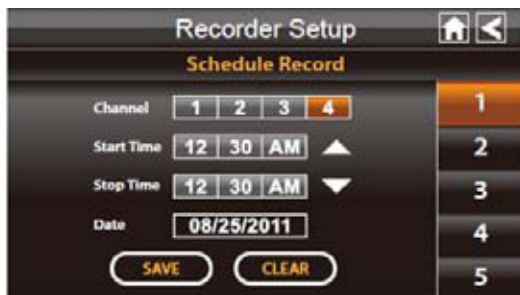 Recorder Setup
Schedule Record
Channel 1 2 3 4
Start Time 12 30 AM
Stop Time 12 30 AM
Date 08/25/2011
SAVE CLEAR
1
2
3
4
5